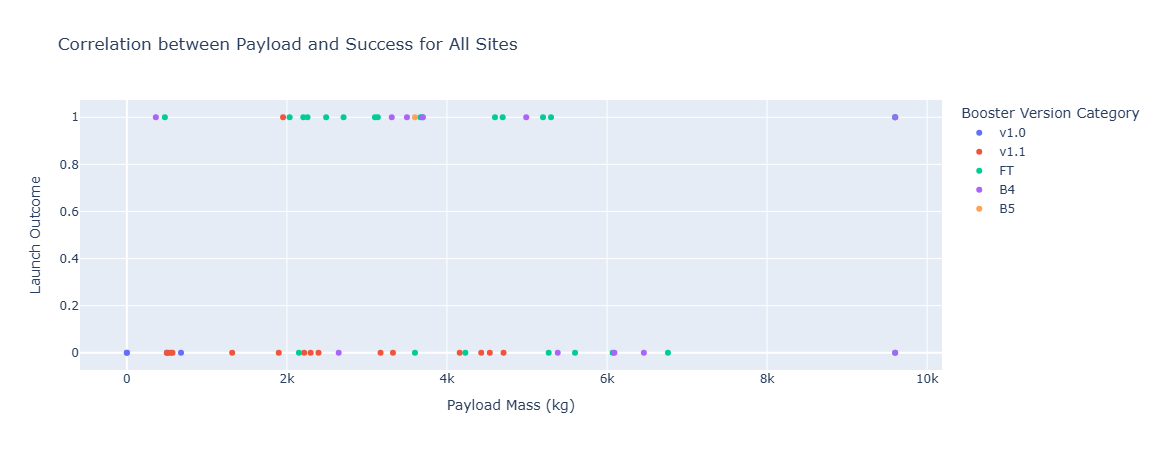 Correlation between Payload and Success for All Sites
Booster Version Category
v1.0
v1.1
FT
B4
B5
Launch Outcome
1
0.8
0.6
0.4
0.2
0
0 2k 4k 6k 8k 10k
Payload Mass (kg)